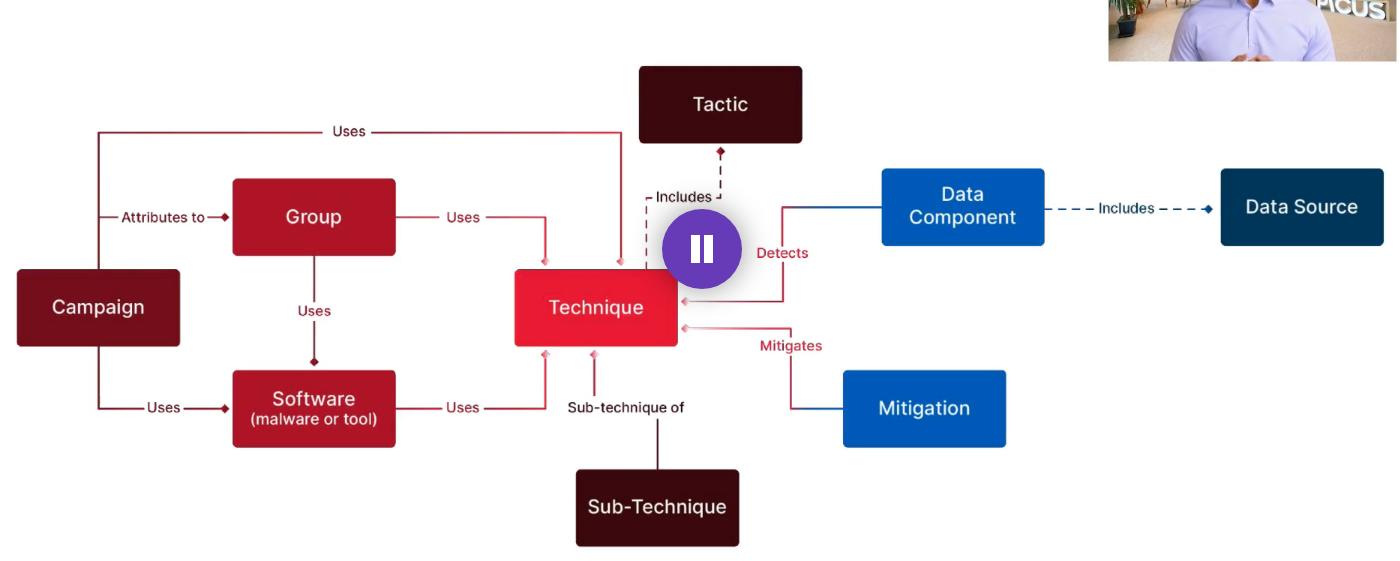 PICUS
Tactic
Uses
Includes
Data
Component
Includes
Data Source
Attributes to
Group
Uses
Detects
Campaign
Uses
Technique
Mitigates
Uses
Software
(malware or tool)
Uses
Sub-technique of
Mitigation
Sub-Technique